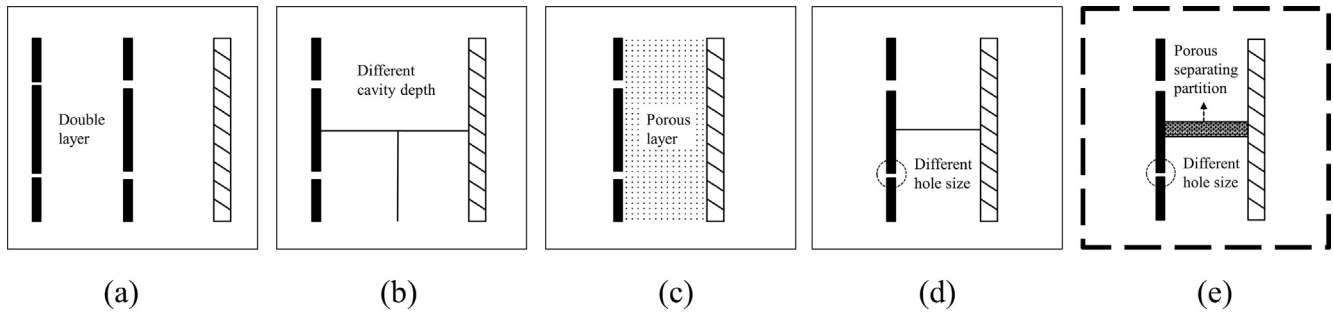 Double
layer
Different
cavity depth
Porous
layer
Different
hole size
Porous
separating
partition
Different
hole size
(a)
(b)
(c)
(d)
(e)